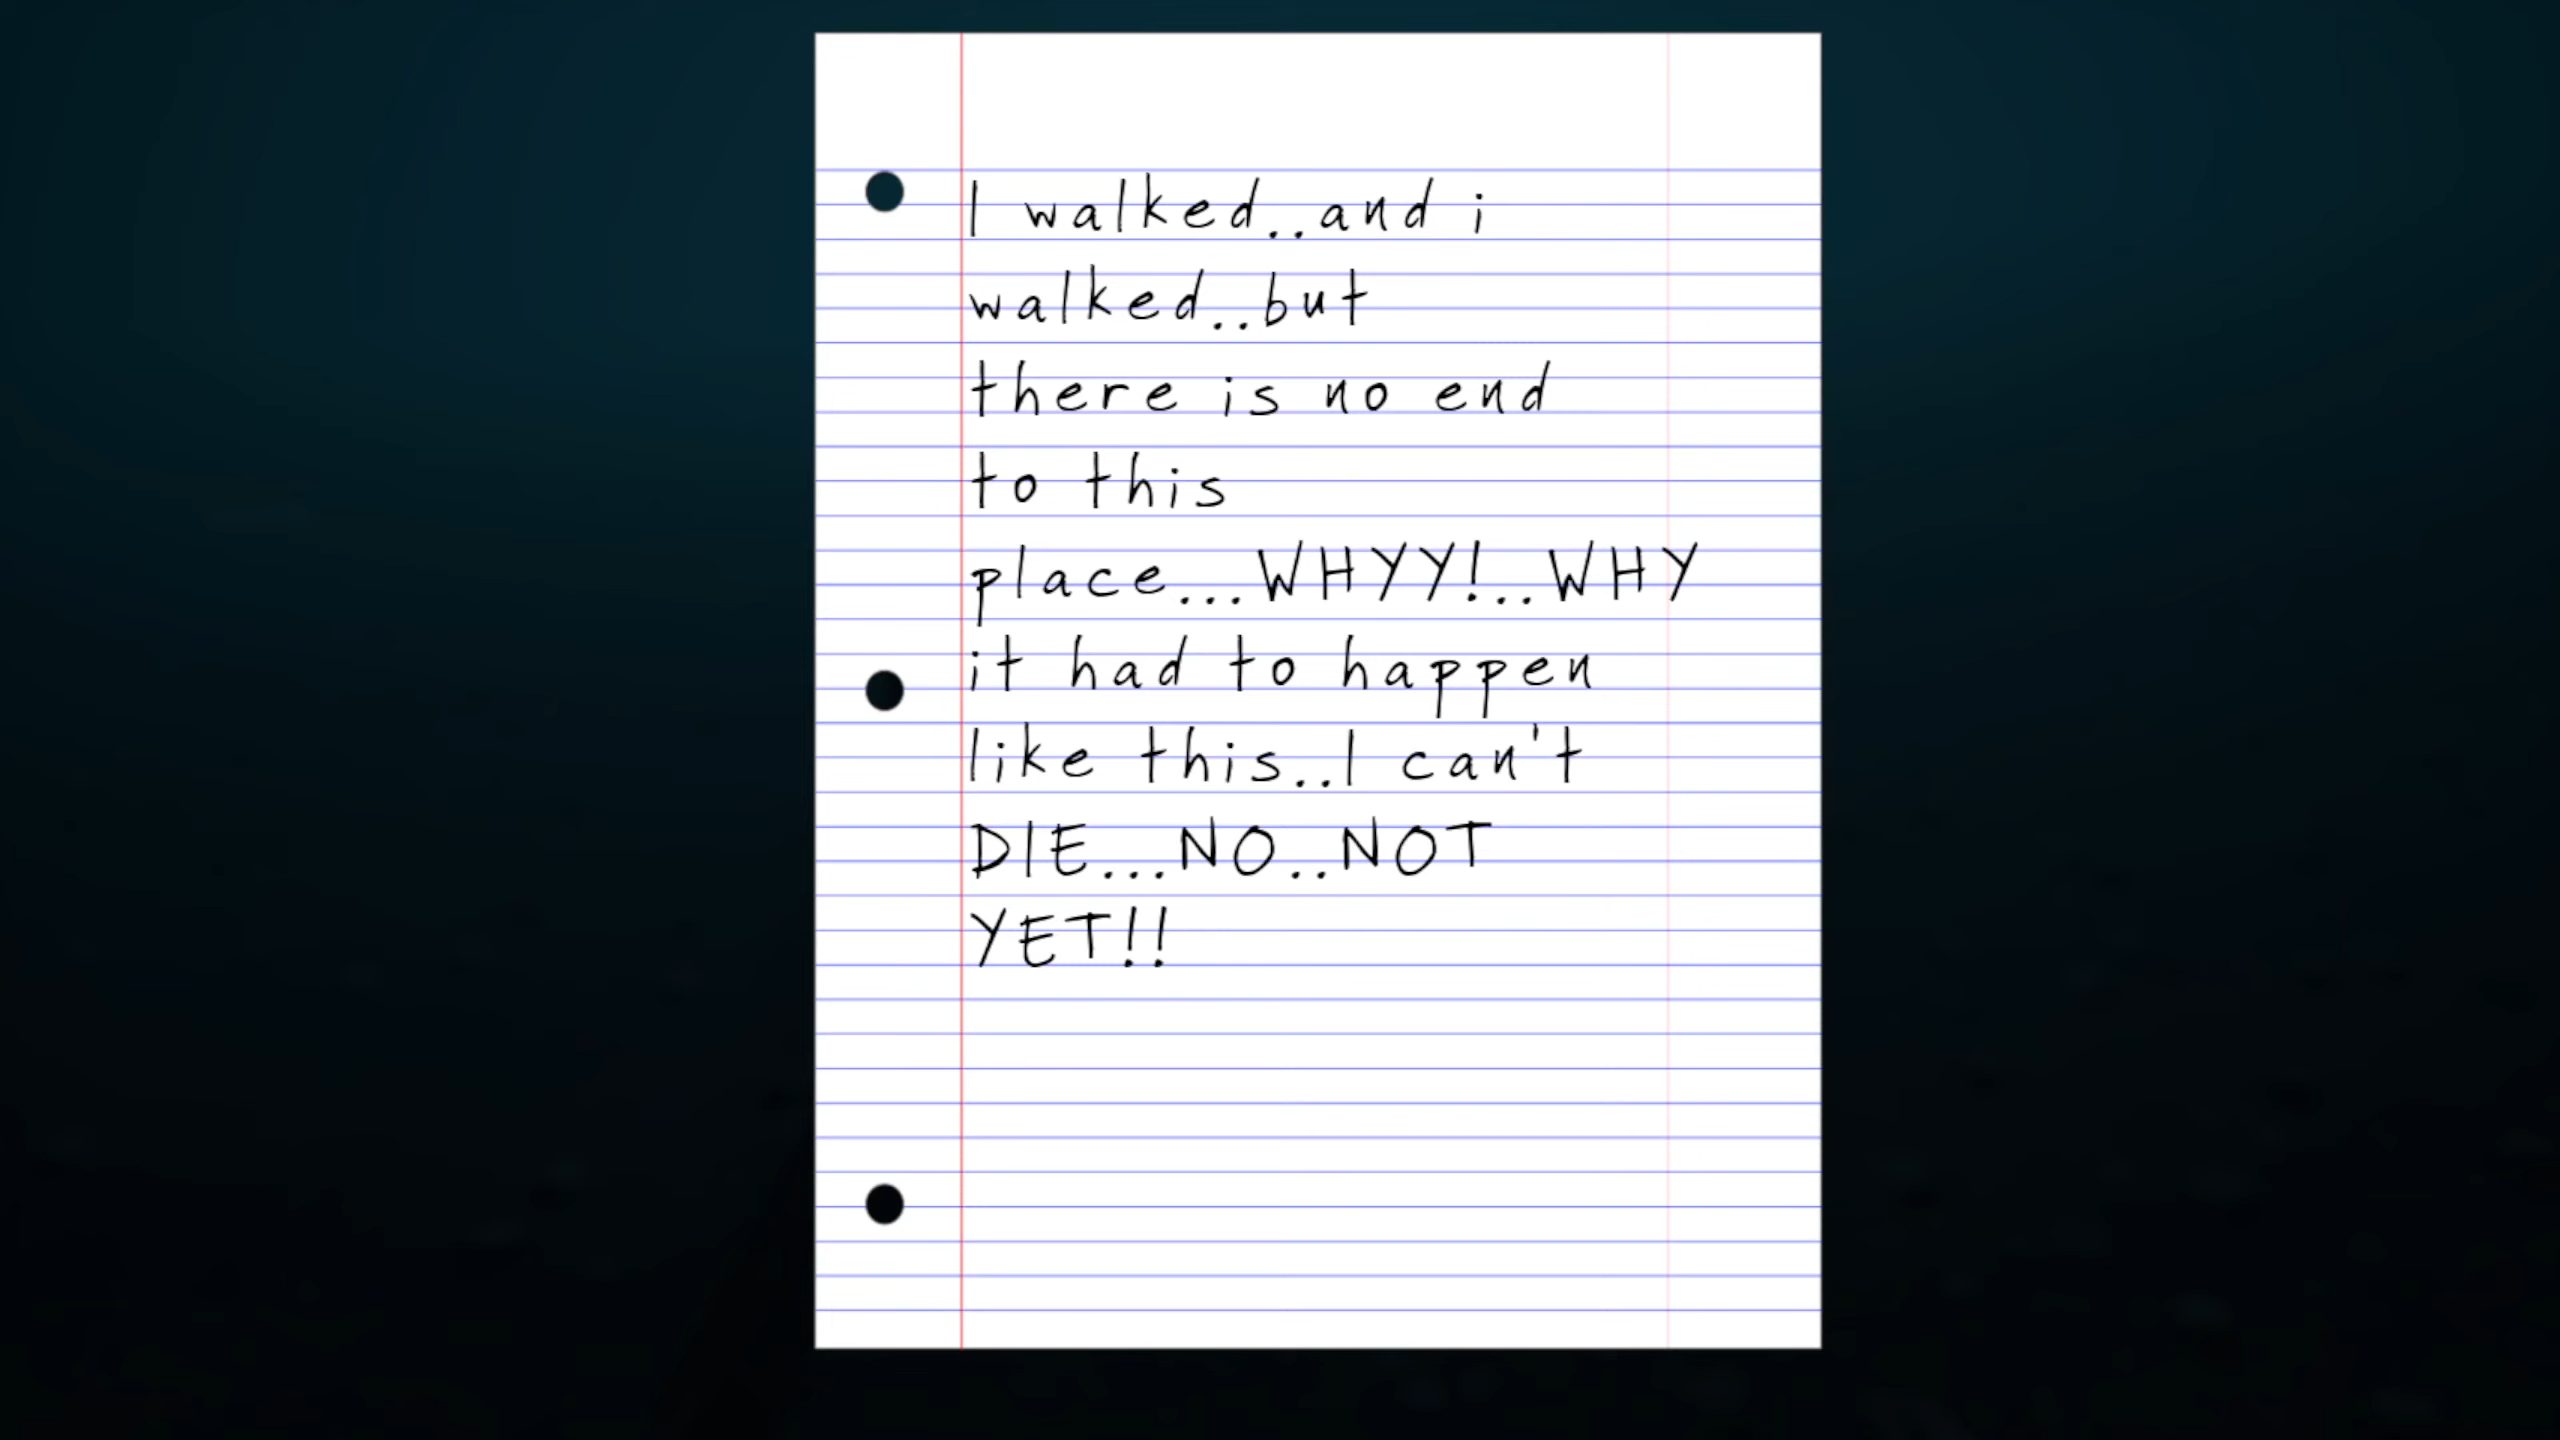 I walked..and i
walked..but
there is no end
to this
place...WHYY!..WHY
it had to happen
like this..I can't
DIE...NO..NOT
YET!!